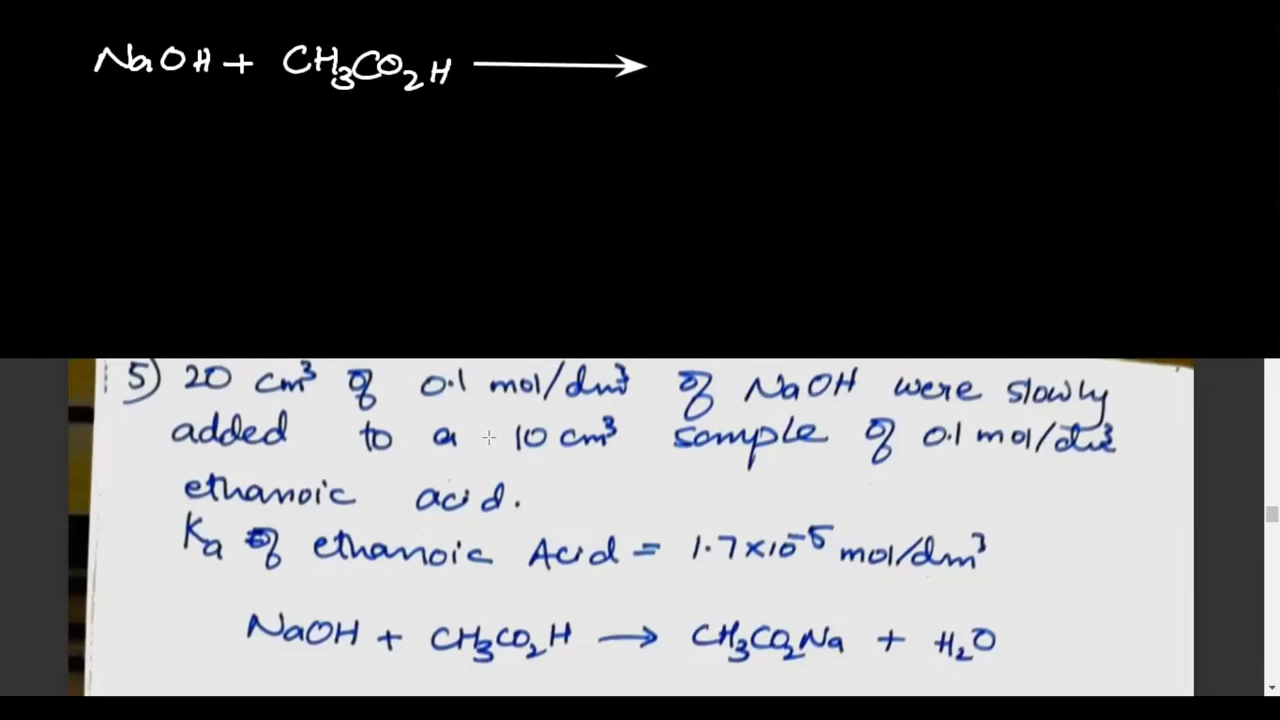 NaOH + CH₃CO₂H ⟶
5) 20 cm³ of 0.1 mol/dm³ of NaOH were slowly
added to a 10 cm³ sample of 0.1 mol/dm³
ethanoic acid.
Ka of ethanoic Acid = 1.7×10⁻⁵ mol/dm³
NaOH + CH₃CO₂H → CH₃CO₂Na + H₂O